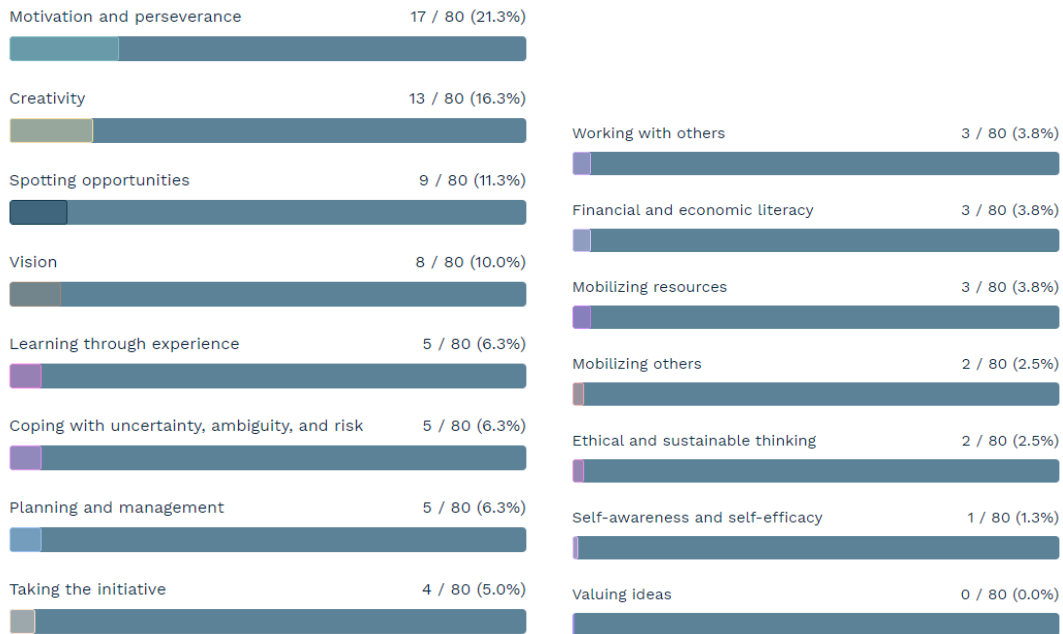 Motivation and perseverance 17 / 80 (21.3%)
Creativity 13 / 80 (16.3%)
Spotting opportunities 9 / 80 (11.3%)
Vision 8 / 80 (10.0%)
Learning through experience 5 / 80 (6.3%)
Coping with uncertainty, ambiguity, and risk 5 / 80 (6.3%)
Planning and management 5 / 80 (6.3%)
Taking the initiative 4 / 80 (5.0%)
Working with others 3 / 80 (3.8%)
Financial and economic literacy 3 / 80 (3.8%)
Mobilizing resources 3 / 80 (3.8%)
Mobilizing others 2 / 80 (2.5%)
Ethical and sustainable thinking 2 / 80 (2.5%)
Self-awareness and self-efficacy 1 / 80 (1.3%)
Valuing ideas 0 / 80 (0.0%)